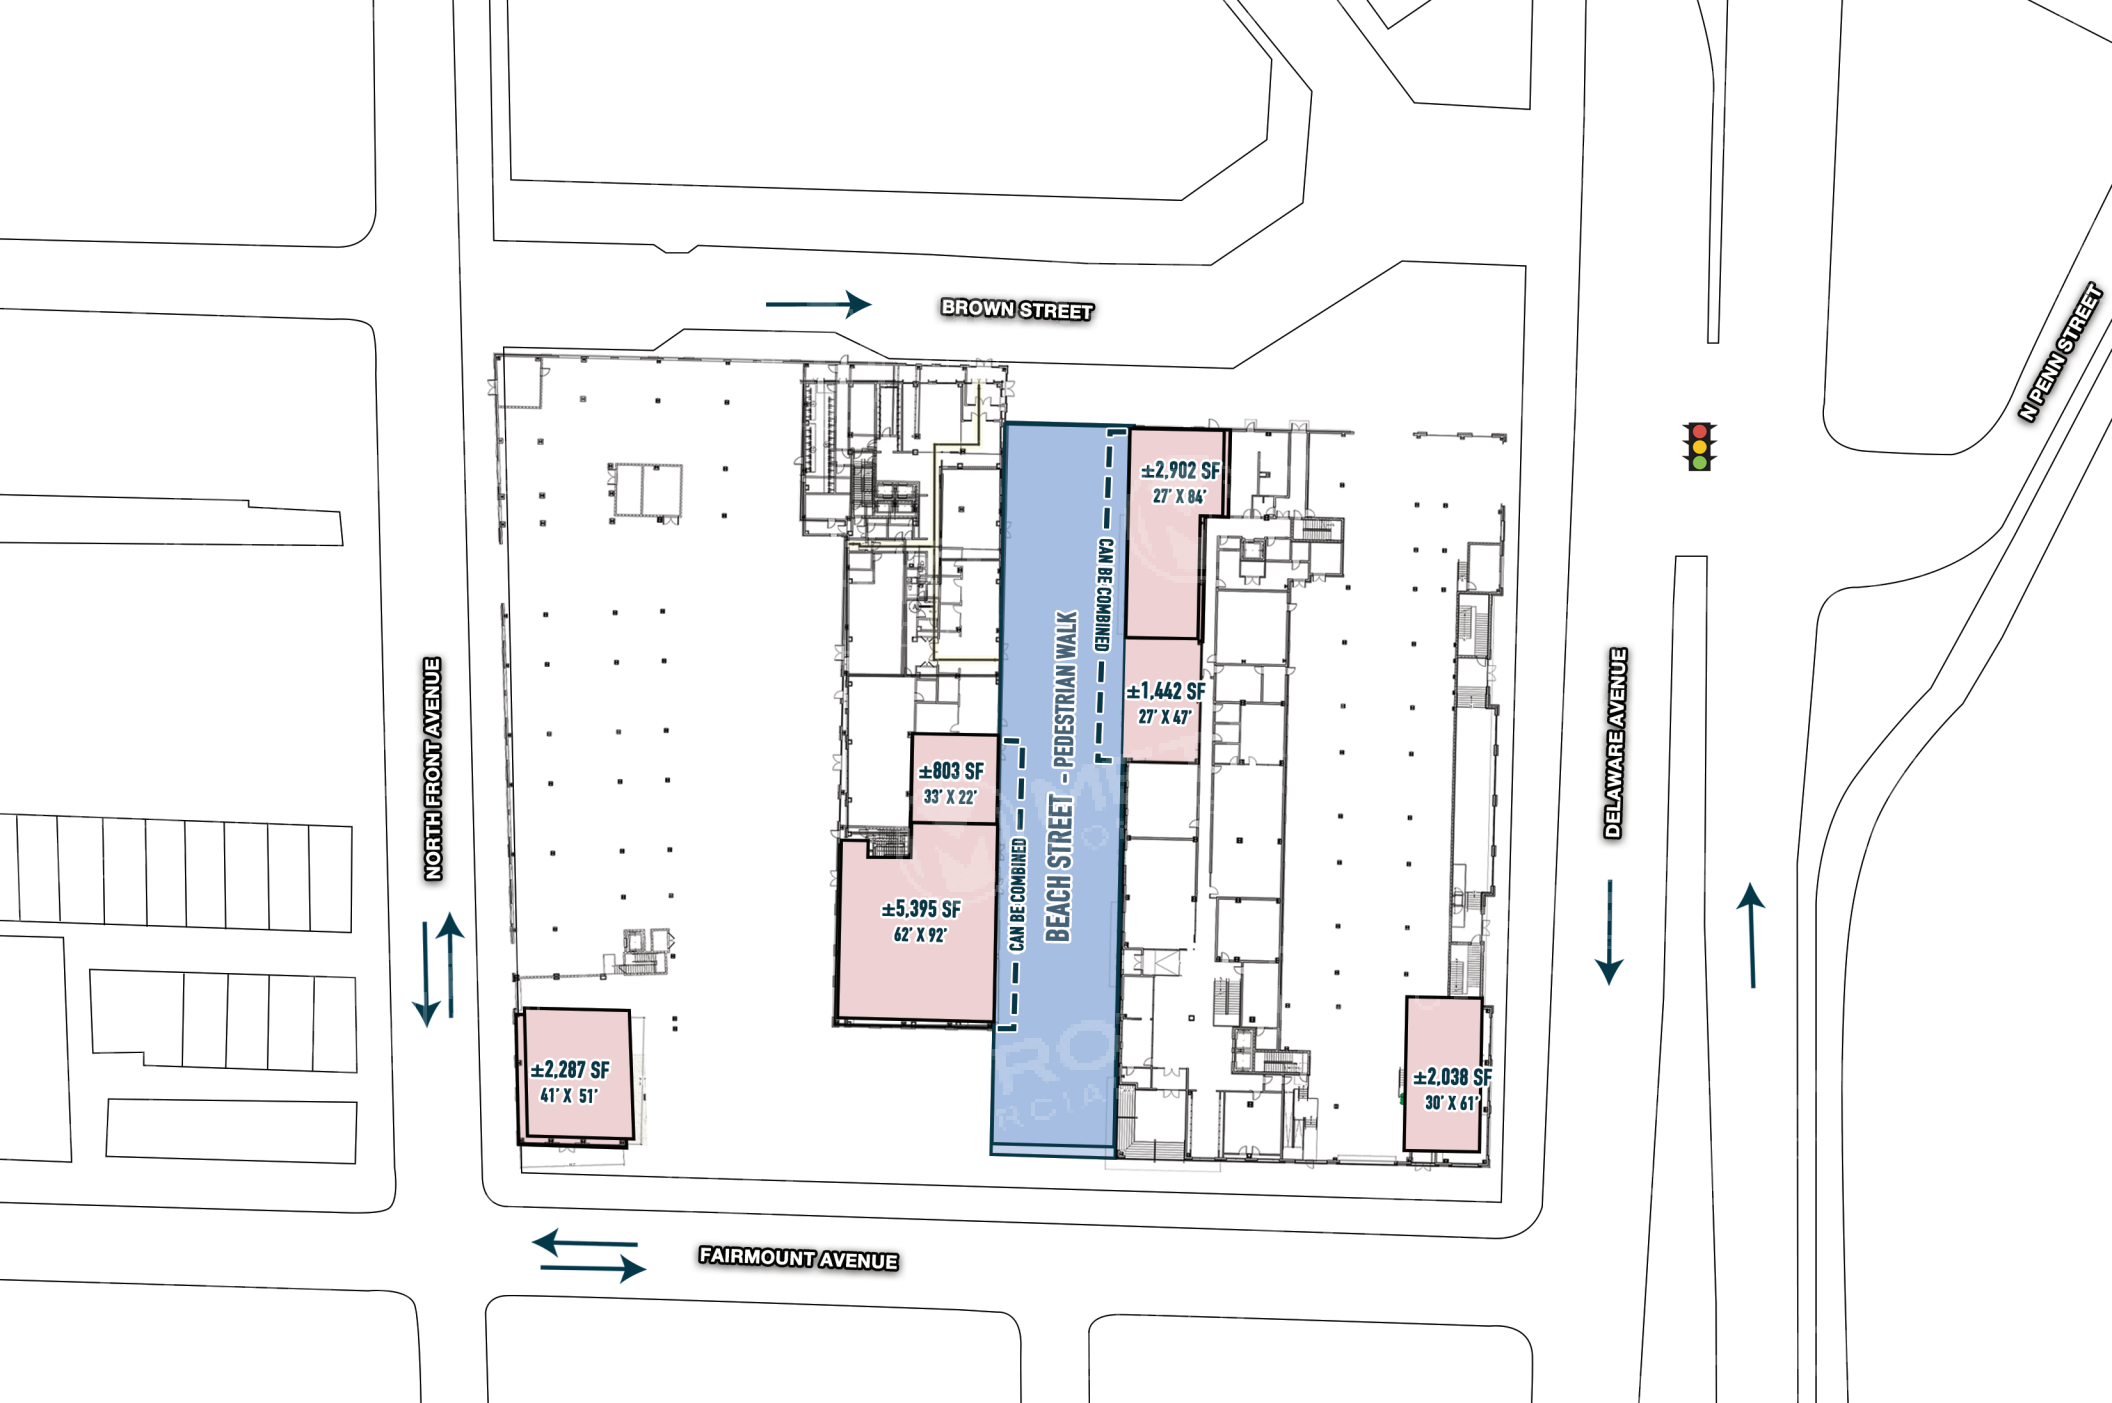 BROWN STREET
N PENN STREET
±2,902 SF
27' X 84'
CAN BE COMBINED
±1,442 SF
27' X 47'
BEACH STREET - PEDESTRIAN WALK
NORTH FRONT AVENUE
DELAWARE AVENUE
±803 SF
33' X 22'
CAN BE COMBINED
±5,395 SF
62' X 92'
±2,287 SF
41' X 51'
±2,038 SF
30' X 61'
FAIRMOUNT AVENUE